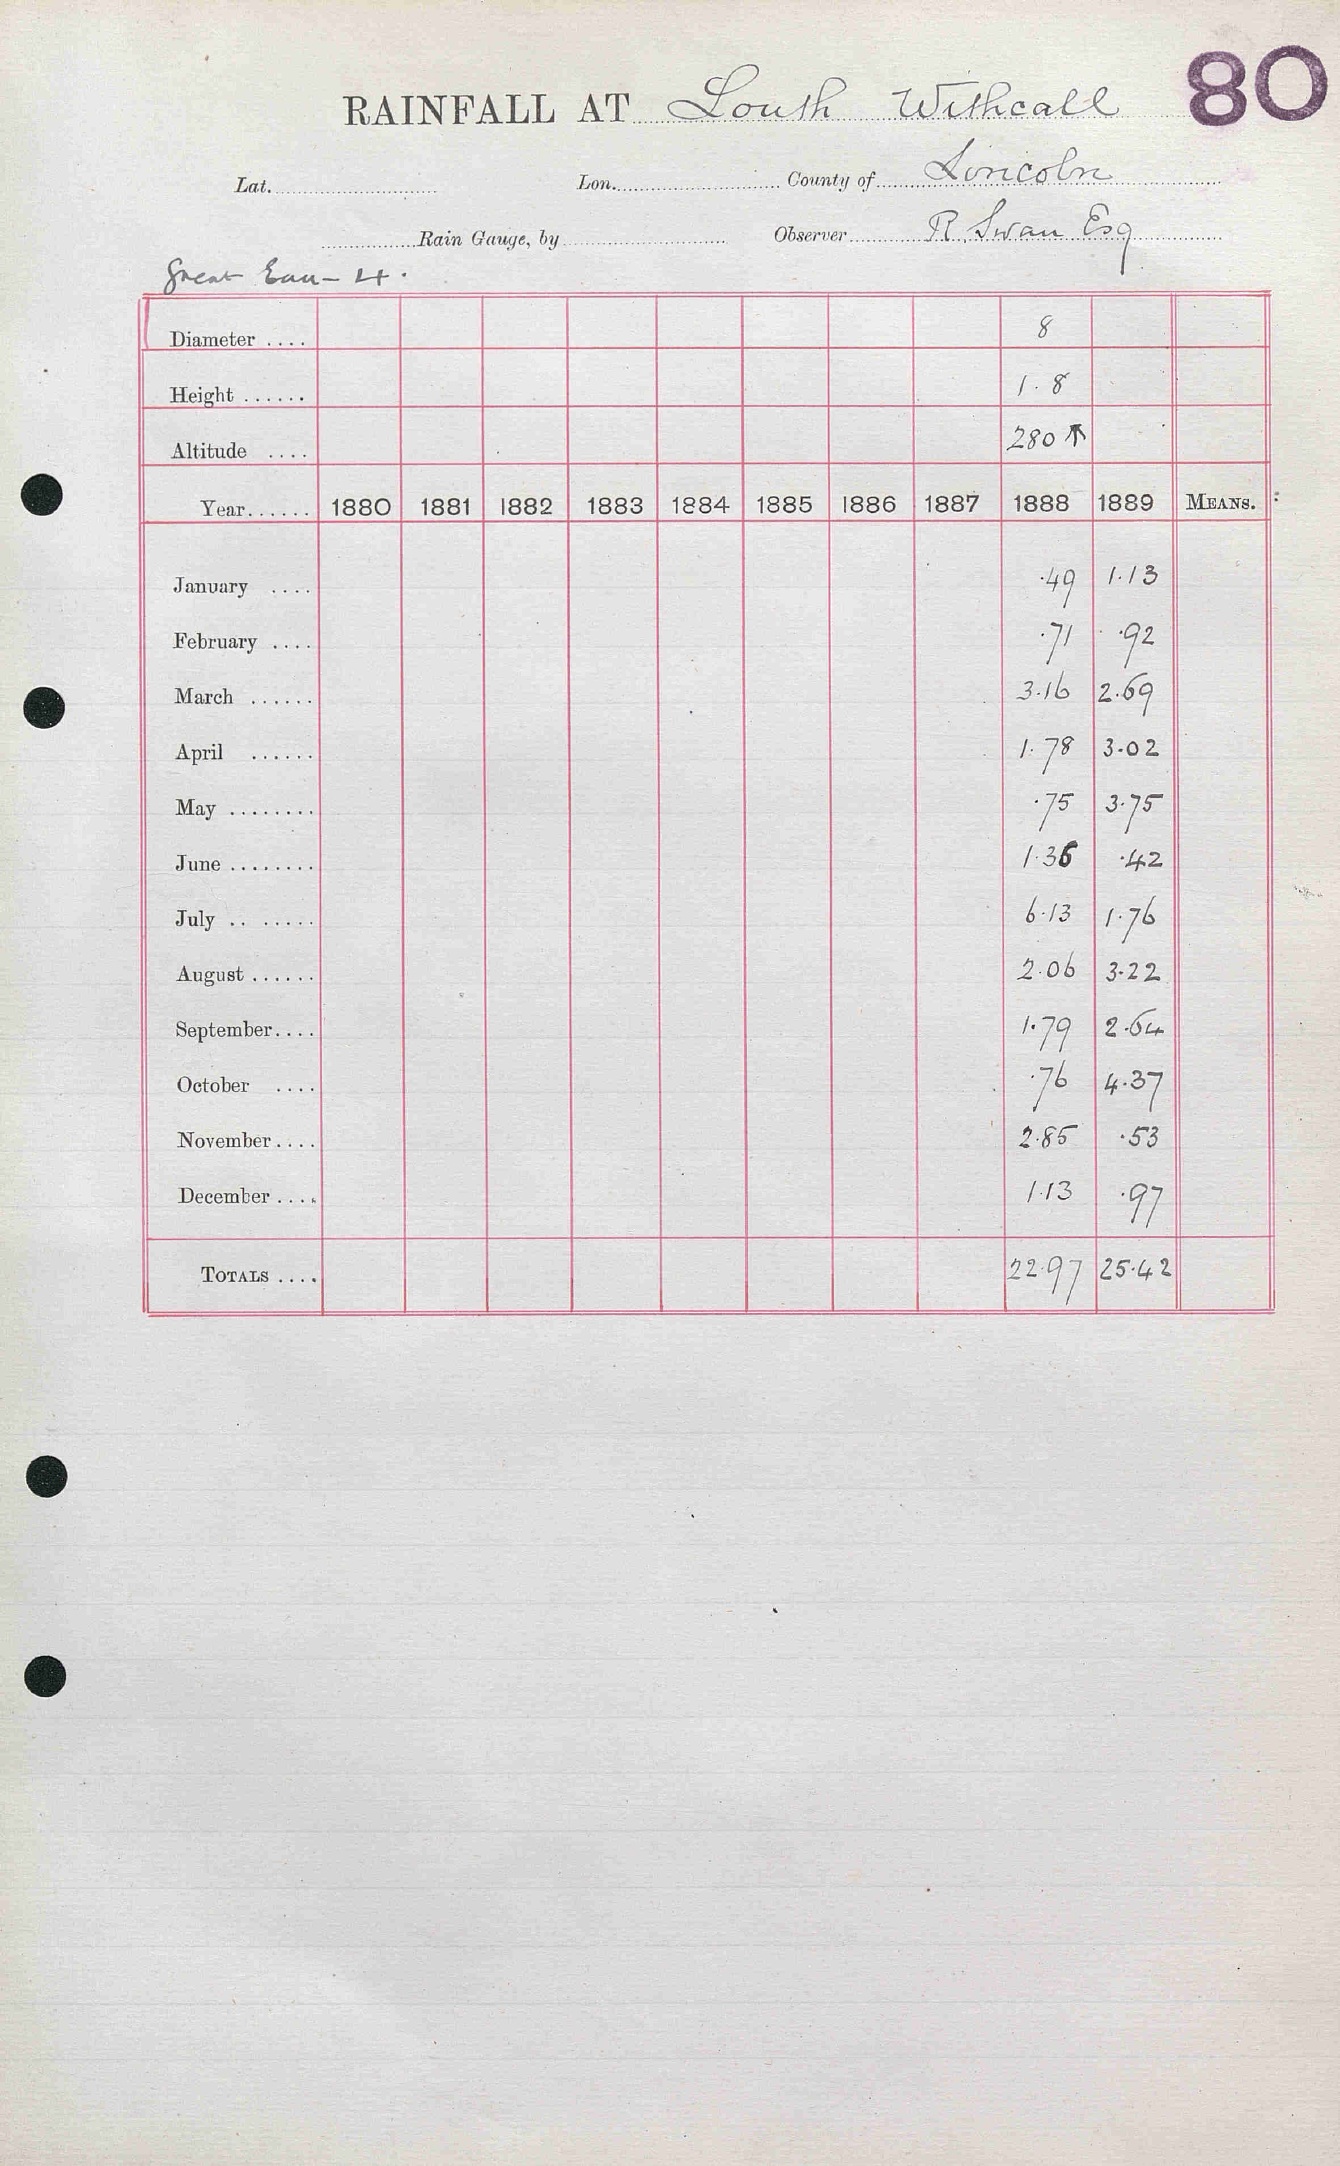 80
RAINFALL AT Louth Withcall
Lat. Lon. County of Lincoln
Rain Gauge, by Observer R. Swan Esq
Great Eau - 4.
Diameter .... 8
Height ...... 1.8
Altitude .... 280 ↑
Year...... 1880 1881 1882 1883 1884 1885 1886 1887 1888 1889 MEANS.
January .... .49 1.13
February .... .71 .92
March ...... 3.16 2.69
April ...... 1.78 3.02
May ........ .75 3.75
June ........ 1.36 .42
July .. ...... 6.13 1.76
August ...... 2.06 3.22
September.... 1.79 2.64
October .... .76 4.37
November .... 2.85 .53
December .... 1.13 .97
TOTALS .... 22.97 25.42